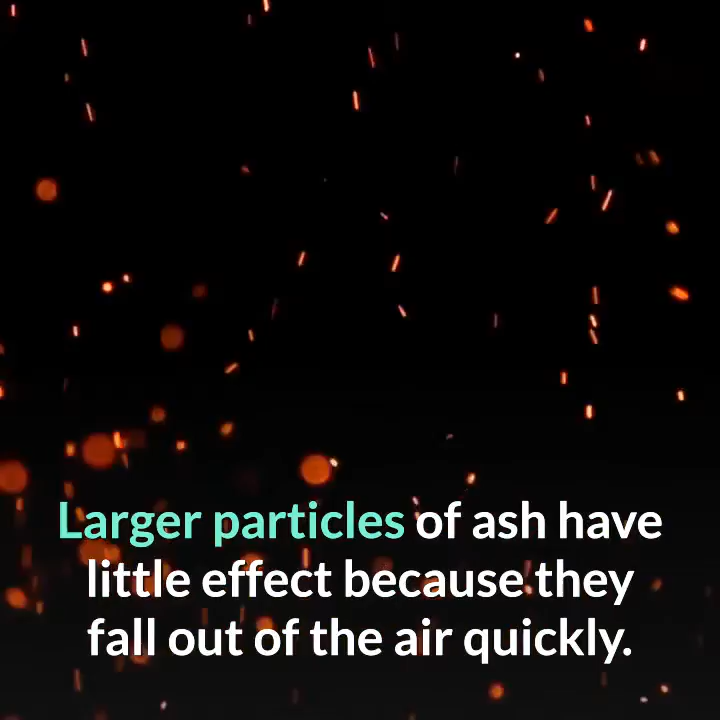 Larger particles of ash have
little effect because they
fall out of the air quickly.